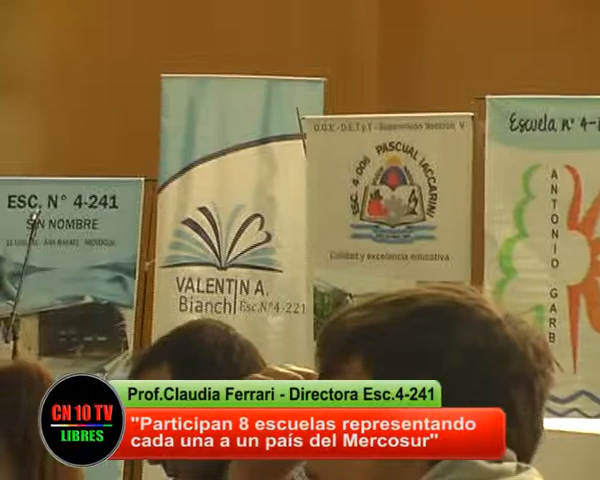 ESC. N° 4-241
SIN NOMBRE
VALENTIN A.
Bianchi Esc.N°4-221
D.G.E - D.E.T.y.T - Supervisión Sección V
ESC. 4-006 PASCUAL IACCARINI
Calidad y excelencia educativa
Escuela n° 4-
ANTONIO GARB
CN 10 TV
LIBRES
Prof.Claudia Ferrari - Directora Esc.4-241
"Participan 8 escuelas representando
cada una a un país del Mercosur"